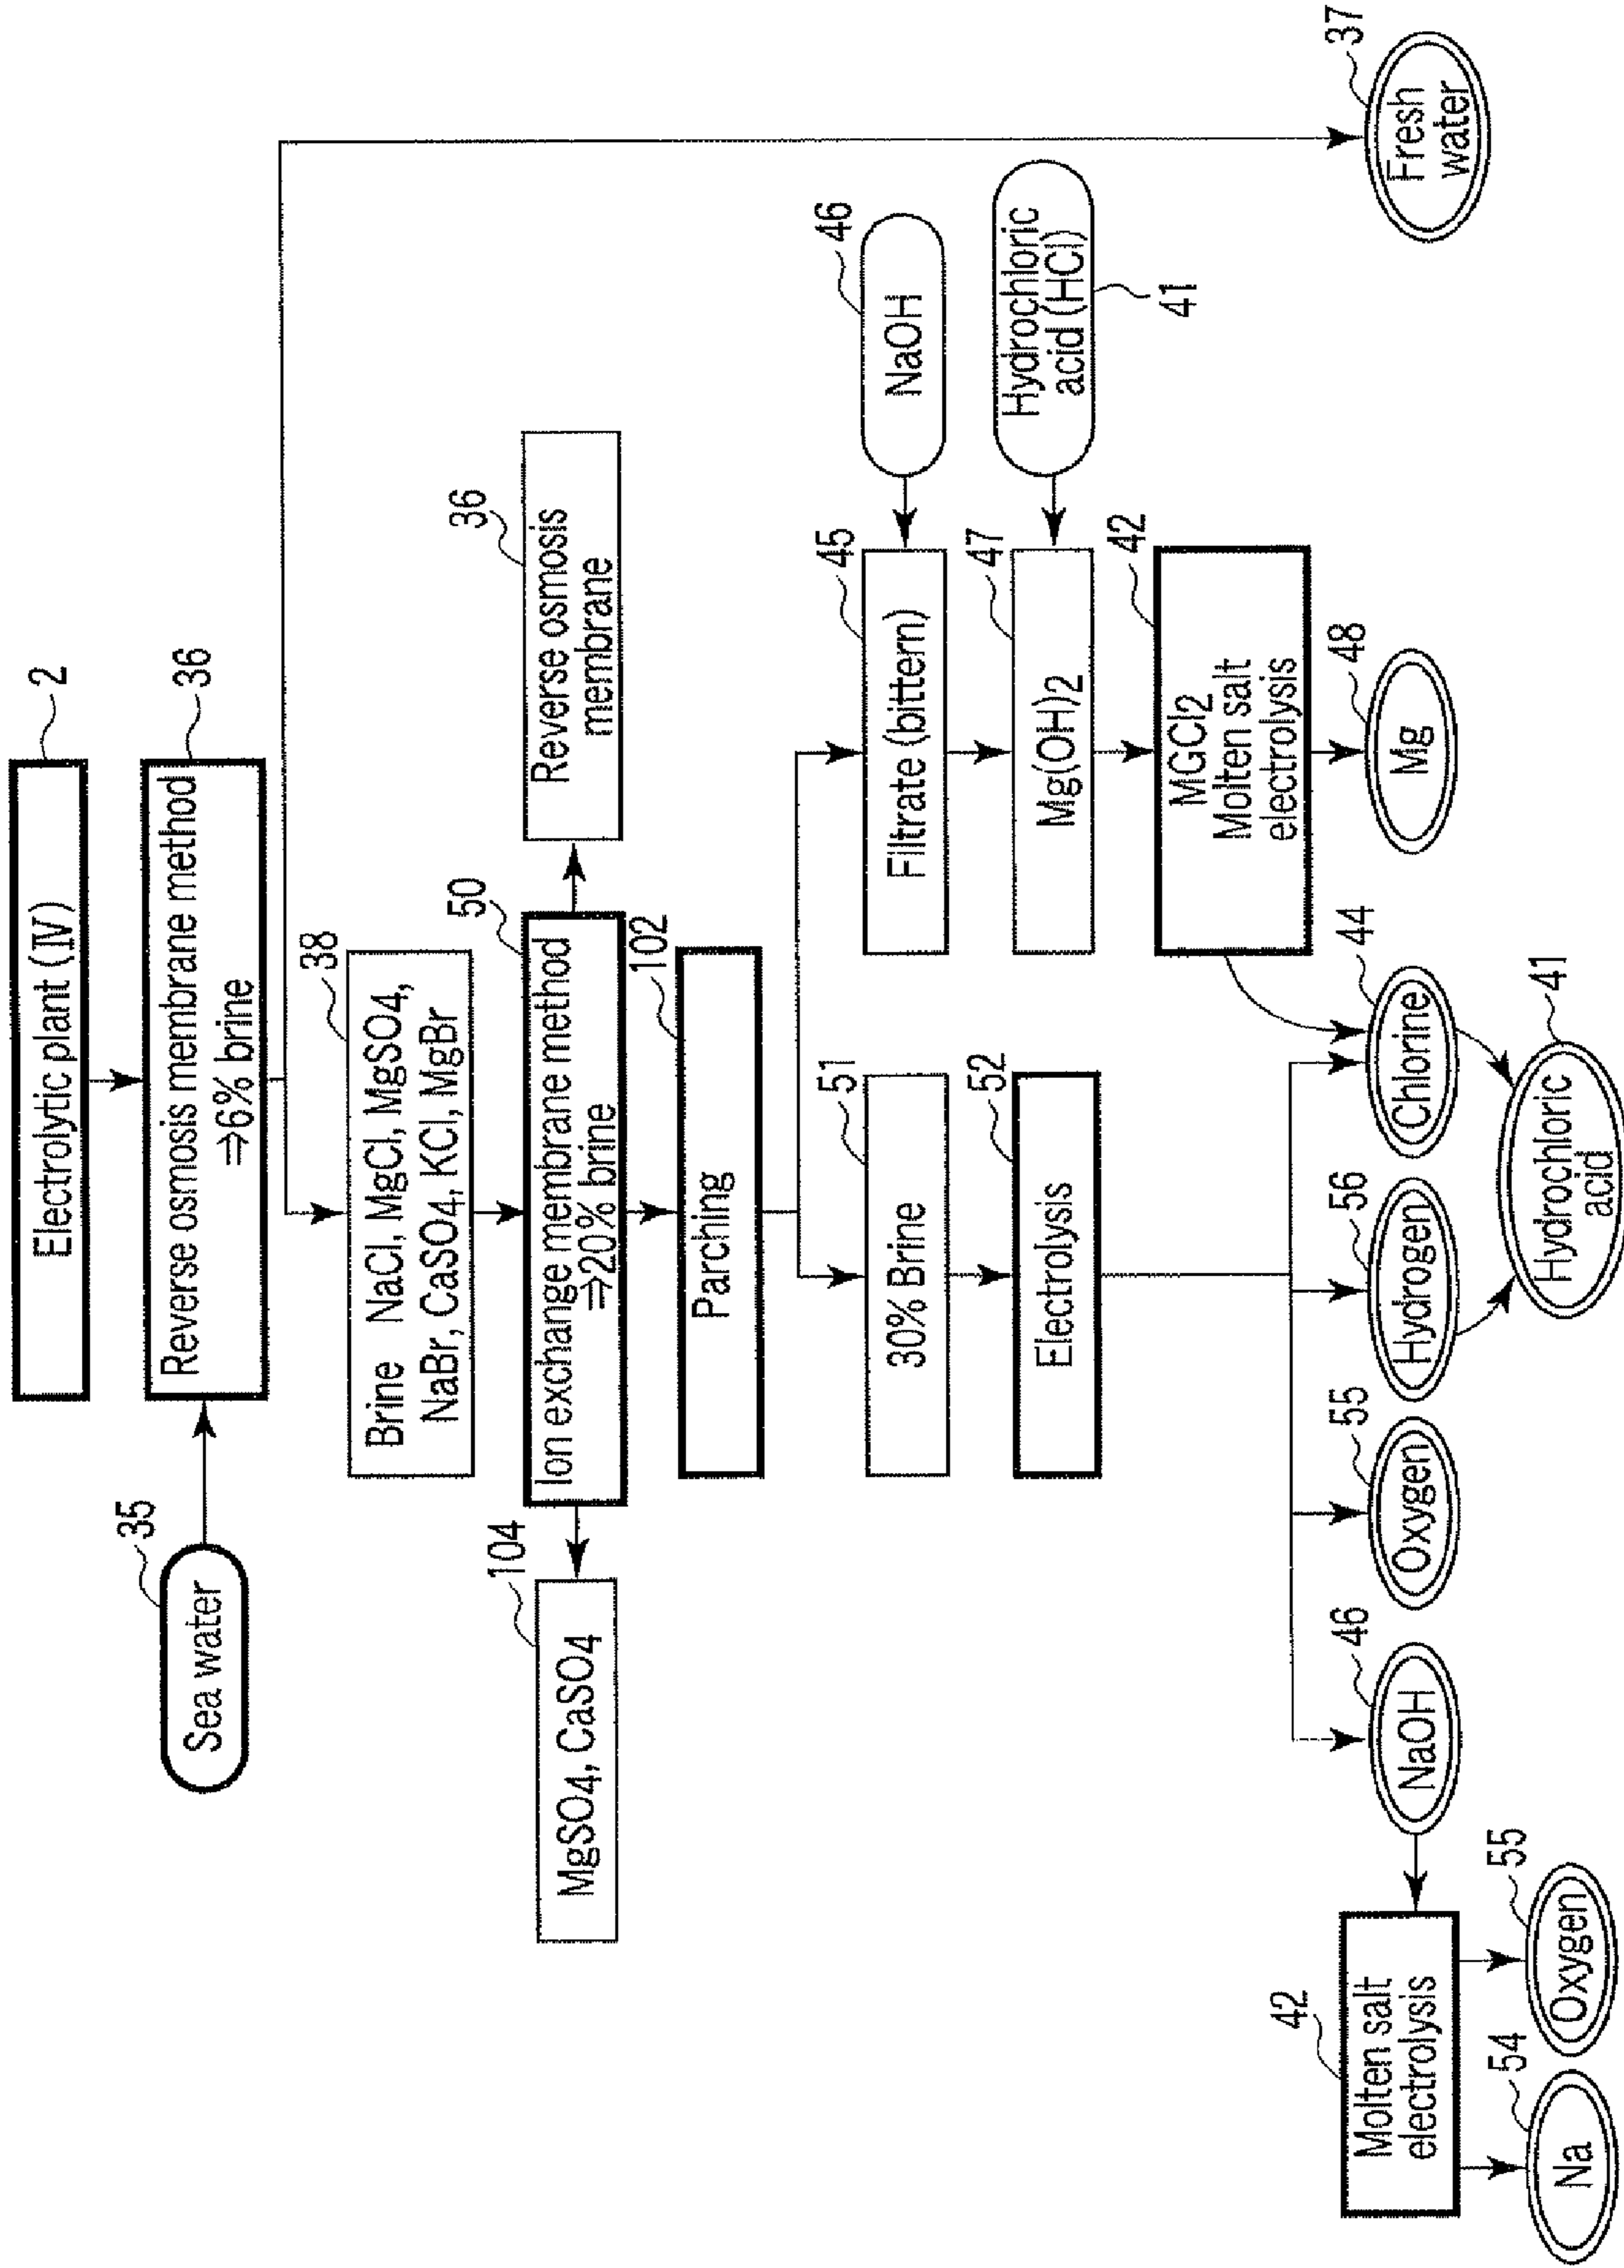 Electrolytic plant (IV)
2
Sea water
35
Reverse osmosis membrane method
⇒6% brine
36
Brine NaCl, MgCl, MgSO4,
NaBr, CaSO4, KCl, MgBr
38
MgSO4, CaSO4
104
Ion exchange membrane method
⇒20% brine
50
Reverse osmosis
membrane
36
Parching
102
30% Brine
51
Filtrate (bittern)
45
NaOH
46
Electrolysis
52
Mg(OH)2
47
Hydrochloric
acid (HCl)
41
MGCl2
Molten salt
electrolysis
42
NaOH
46
Oxygen
55
Hydrogen
56
Chlorine
44
Mg
48
Fresh
water
37
Hydrochloric
acid
41
Molten salt
electrolysis
42
Na
54
Oxygen
55